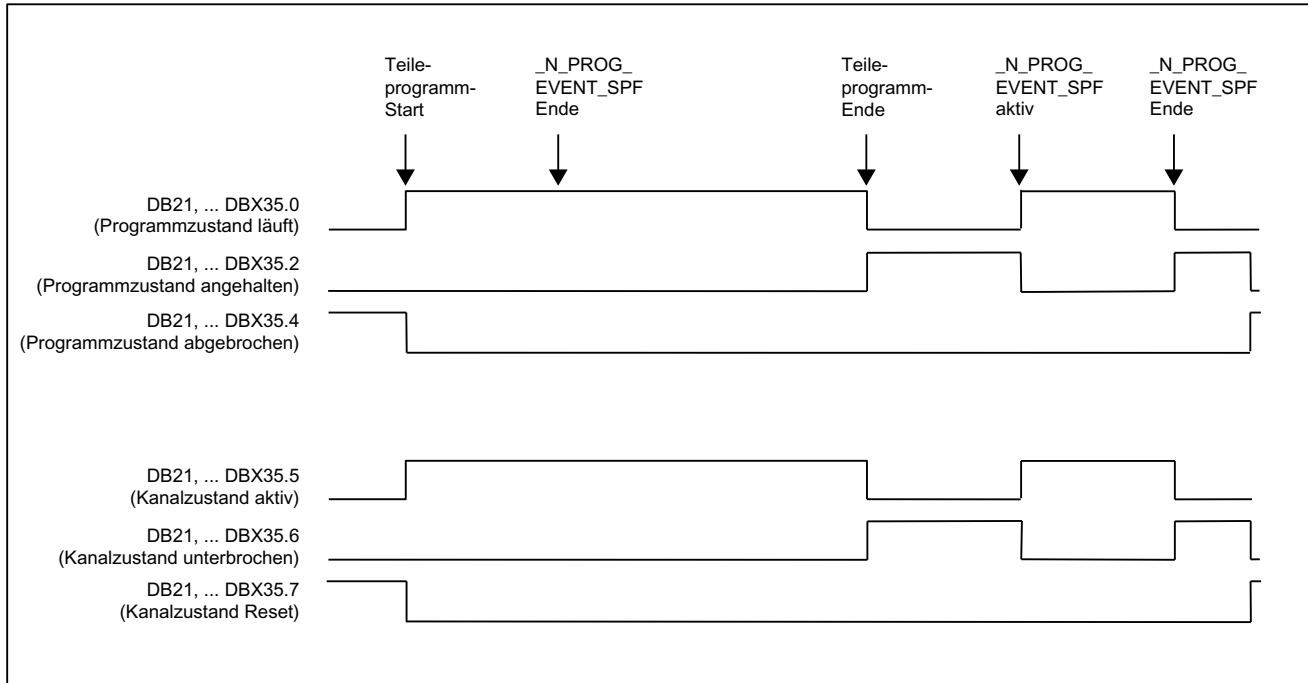 Teile-
programm-
Start
_N_PROG_
EVENT_SPF
Ende
Teile-
programm-
Ende
_N_PROG_
EVENT_SPF
aktiv
_N_PROG_
EVENT_SPF
Ende
DB21, ... DBX35.0
(Programmzustand läuft)
DB21, ... DBX35.2
(Programmzustand angehalten)
DB21, ... DBX35.4
(Programmzustand abgebrochen)
DB21, ... DBX35.5
(Kanalzustand aktiv)
DB21, ... DBX35.6
(Kanalzustand unterbrochen)
DB21, ... DBX35.7
(Kanalzustand Reset)